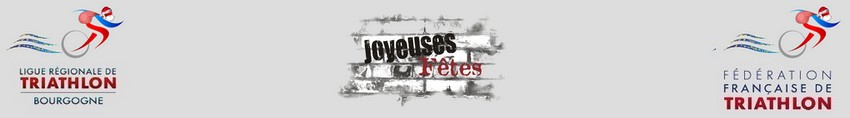 LIGUE RÉGIONALE DE
TRIATHLON
BOURGOGNE
Joyeuses
Fêtes
FÉDÉRATION
FRANÇAISE DE
TRIATHLON